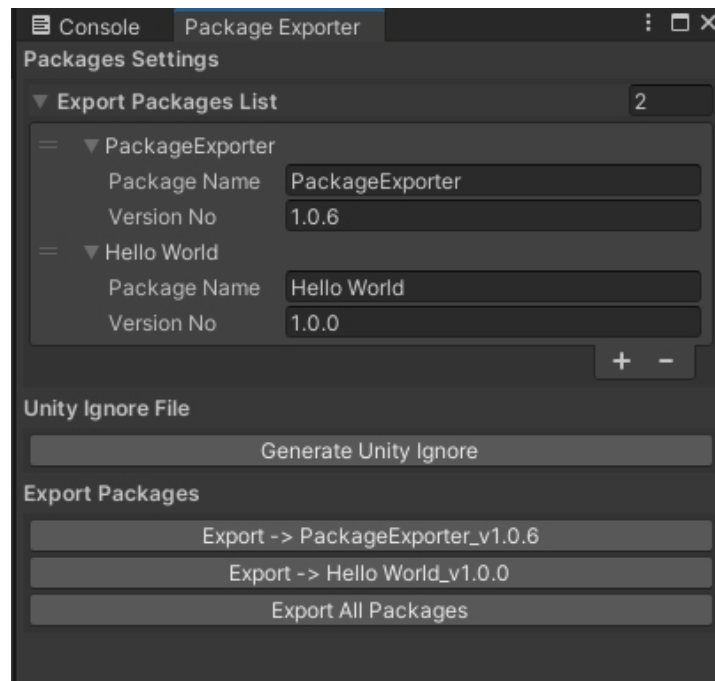 Console Package Exporter
Packages Settings
Export Packages List 2
PackageExporter
Package Name PackageExporter
Version No 1.0.6
Hello World
Package Name Hello World
Version No 1.0.0
+ -
Unity Ignore File
Generate Unity Ignore
Export Packages
Export -> PackageExporter_v1.0.6
Export -> Hello World_v1.0.0
Export All Packages